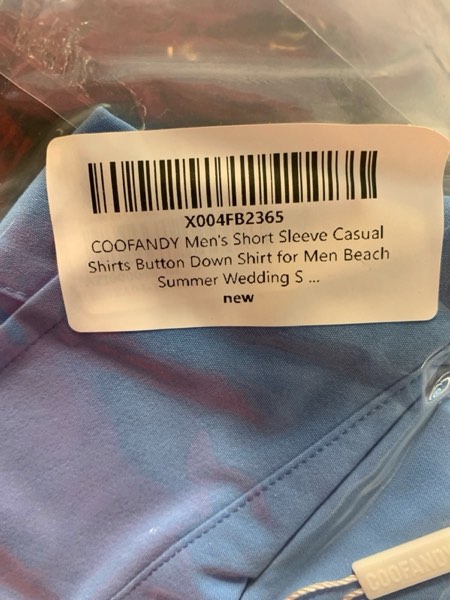 X004FB2365
COOFANDY Men's Short Sleeve Casual
Shirts Button Down Shirt for Men Beach
Summer Wedding S ...
new
COOFANDY